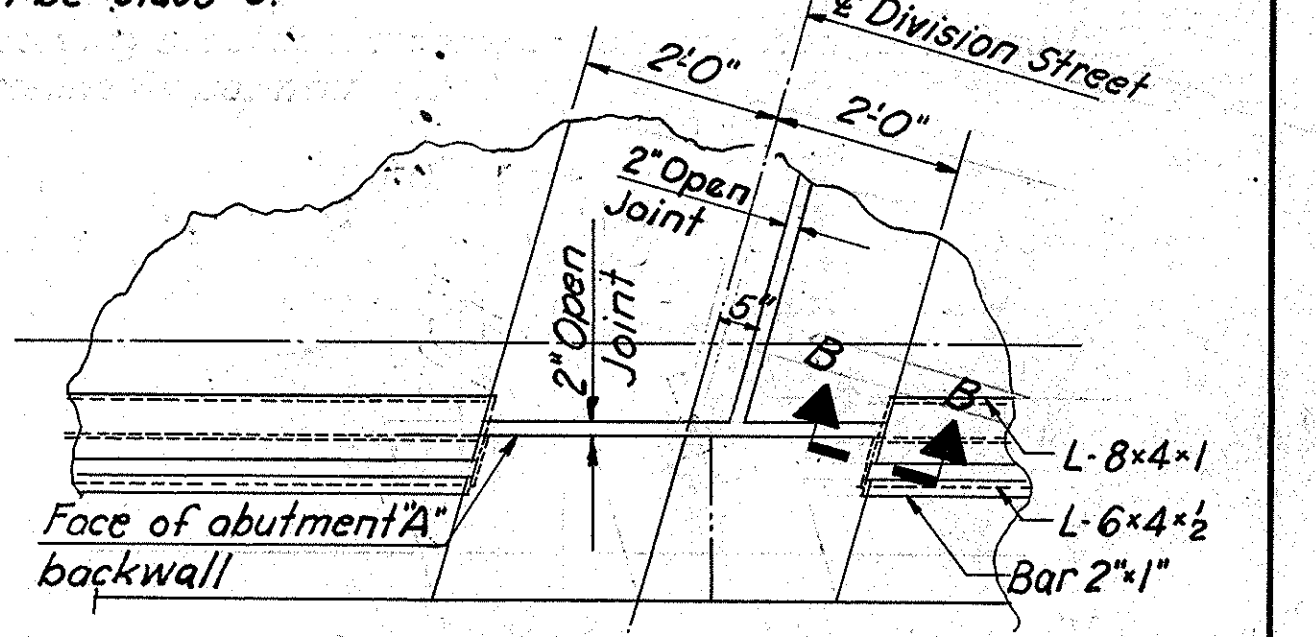 ℄ Division Street
2'-0"
2'-0"
2" Open
Joint
2" Open
Joint
5"
B
B
L-8×4×1
L-6×4×½
Bar 2"×1"
Face of abutment "A"
backwall